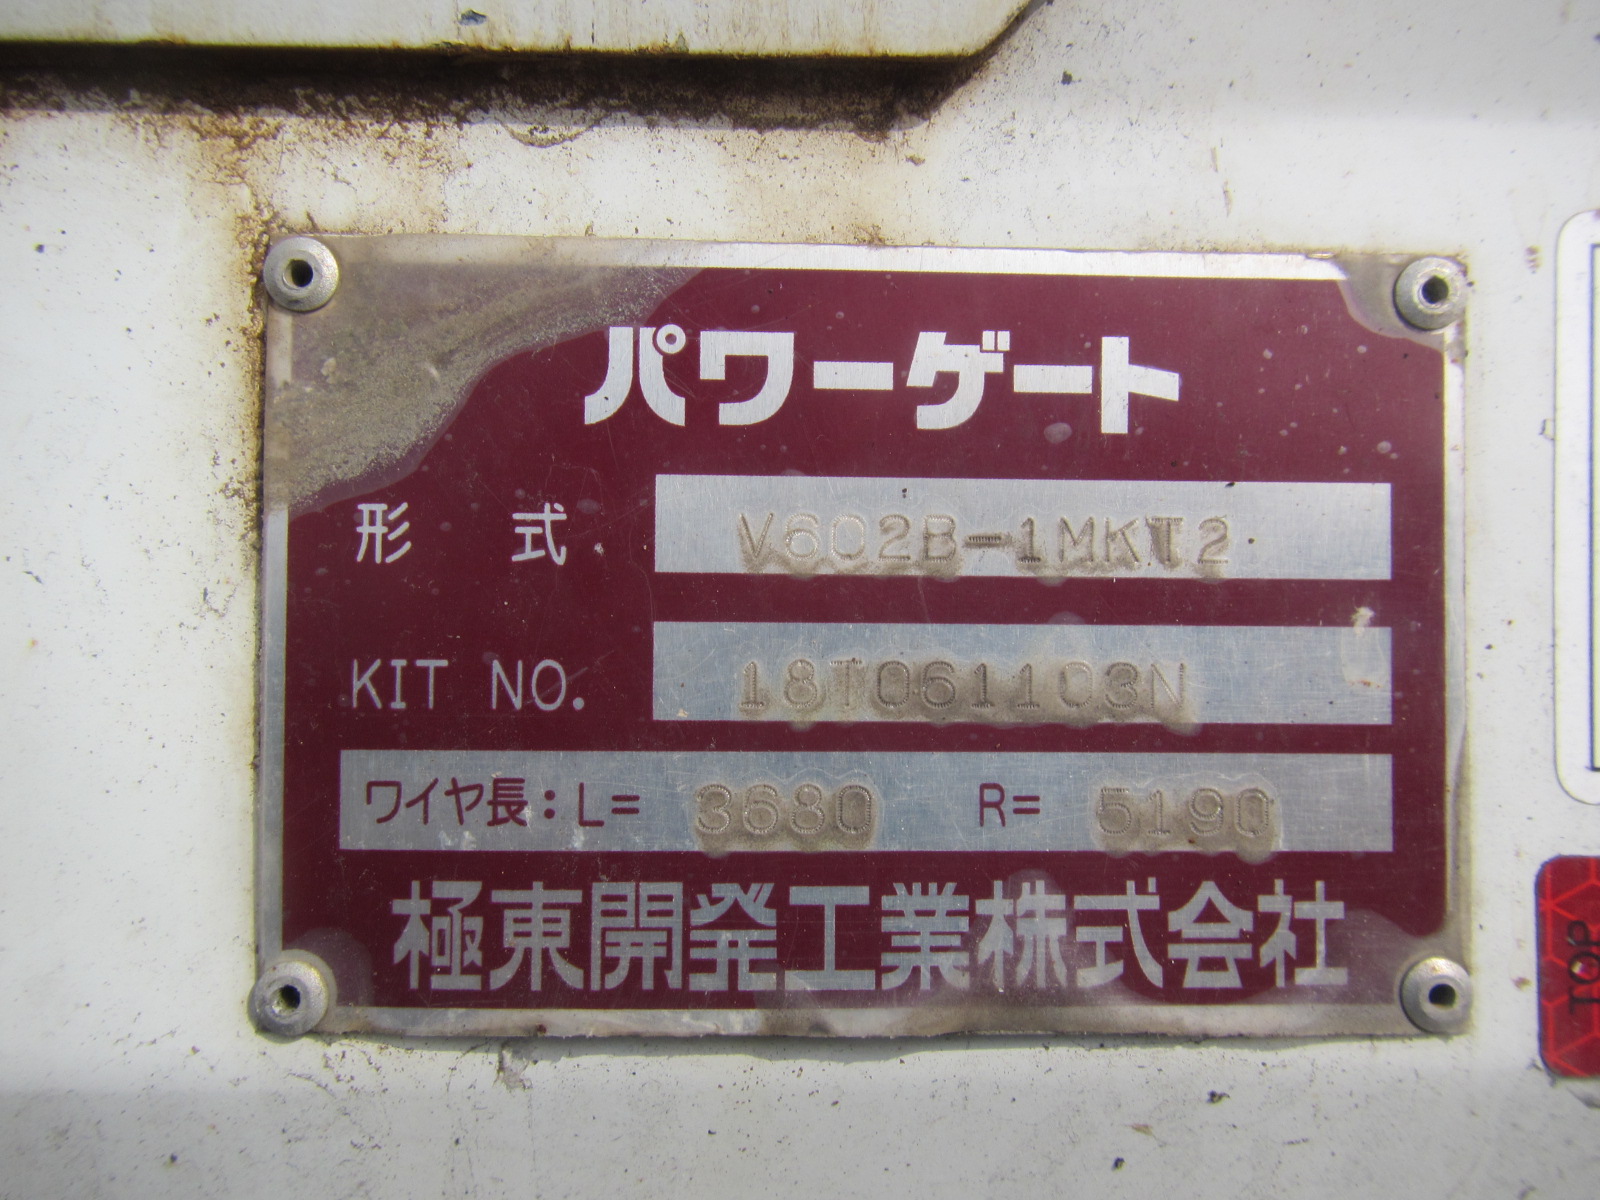 パワーゲート
形式 V602B-1MKT2
KIT NO. 18T061103N
ワイヤ長:L= 3680 R= 5190
極東開発工業株式会社
TOP